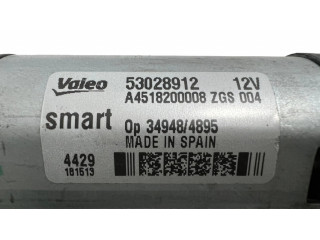 Valeo 53028912 12V
A4518200008 ZGS 004
smart Op 34948/4895
MADE IN SPAIN
4429
181513